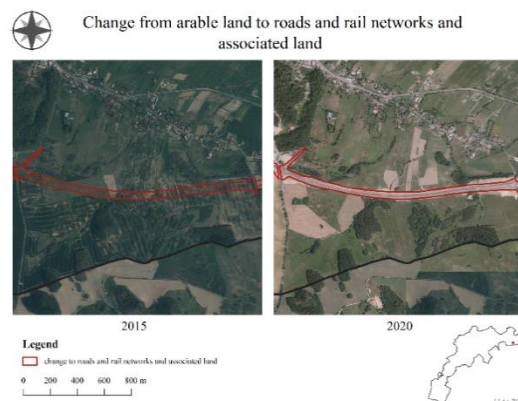 Change from arable land to roads and rail networks and
associated land
2015
2020
Legend
change to roads and rail networks and associated land
0 200 400 600 800 m